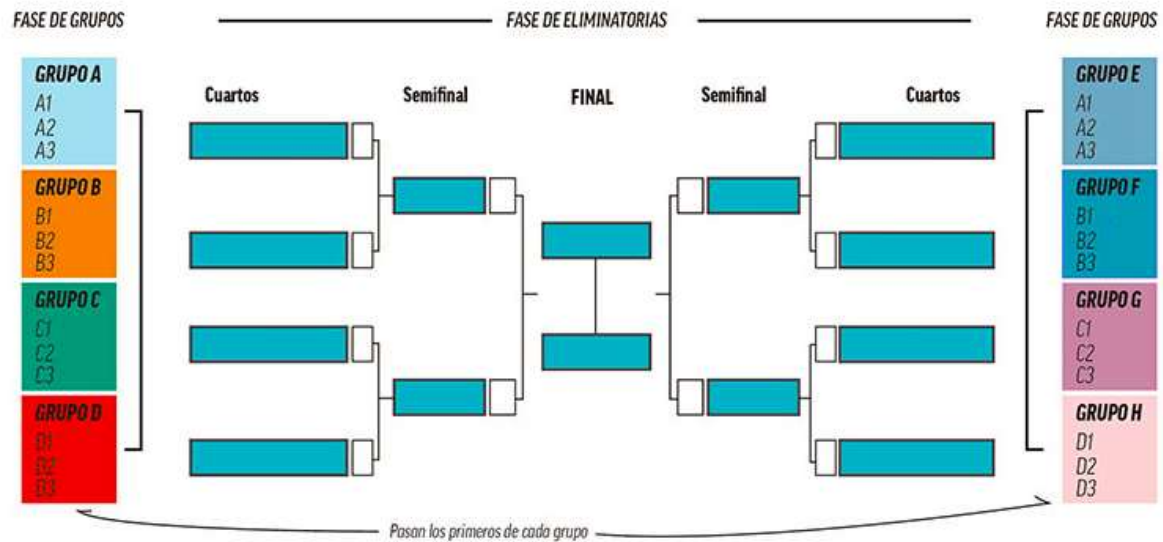 FASE DE GRUPOS
FASE DE ELIMINATORIAS
FASE DE GRUPOS
GRUPO A
A1
A2
A3
GRUPO B
B1
B2
B3
GRUPO C
C1
C2
C3
GRUPO D
D1
D2
D3
Cuartos
Semifinal
FINAL
Semifinal
Cuartos
GRUPO E
A1
A2
A3
GRUPO F
B1
B2
B3
GRUPO G
C1
C2
C3
GRUPO H
D1
D2
D3
Pasan los primeros de cada grupo